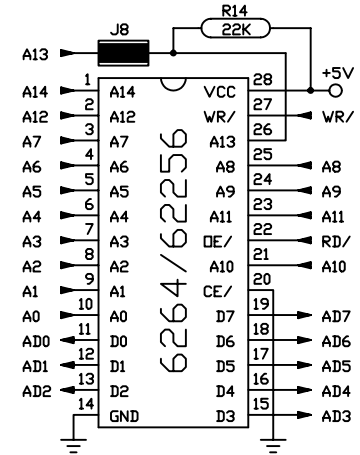 R14
J8
22K
A13
+5V
1 28
A14 A14 VCC
2 27
A12 A12 WR/ WR/
3 26
A7 A7 A13
4 25
A6 A6 A8 A8
5 24
A5 A5 A9 A9
6 23
A4 A4 A11 A11
7 22
A3 A3 OE/ RD/
8 21
A2 A2 A10 A10
9 20
A1 A1 CE/
10 19
A0 A0 D7 AD7
11 18
AD0 D0 D6 AD6
12 17
AD1 D1 D5 AD5
13 16
AD2 D2 D4 AD4
14 15
GND D3 AD3
6264/62256